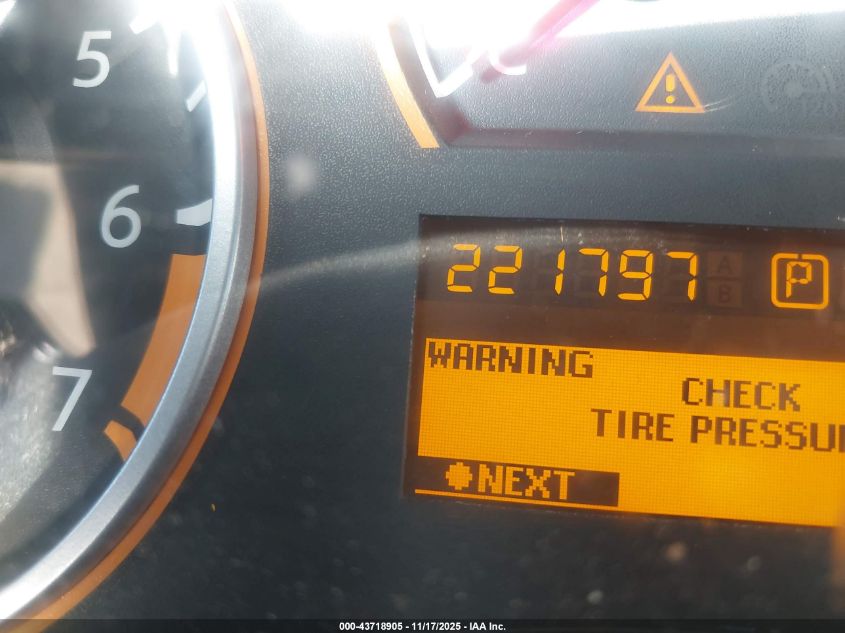 5
6
7
221797
P
A
B
WARNING
CHECK
TIRE PRESSU
NEXT
000-43718905 - 11/17/2025 - IAA Inc.